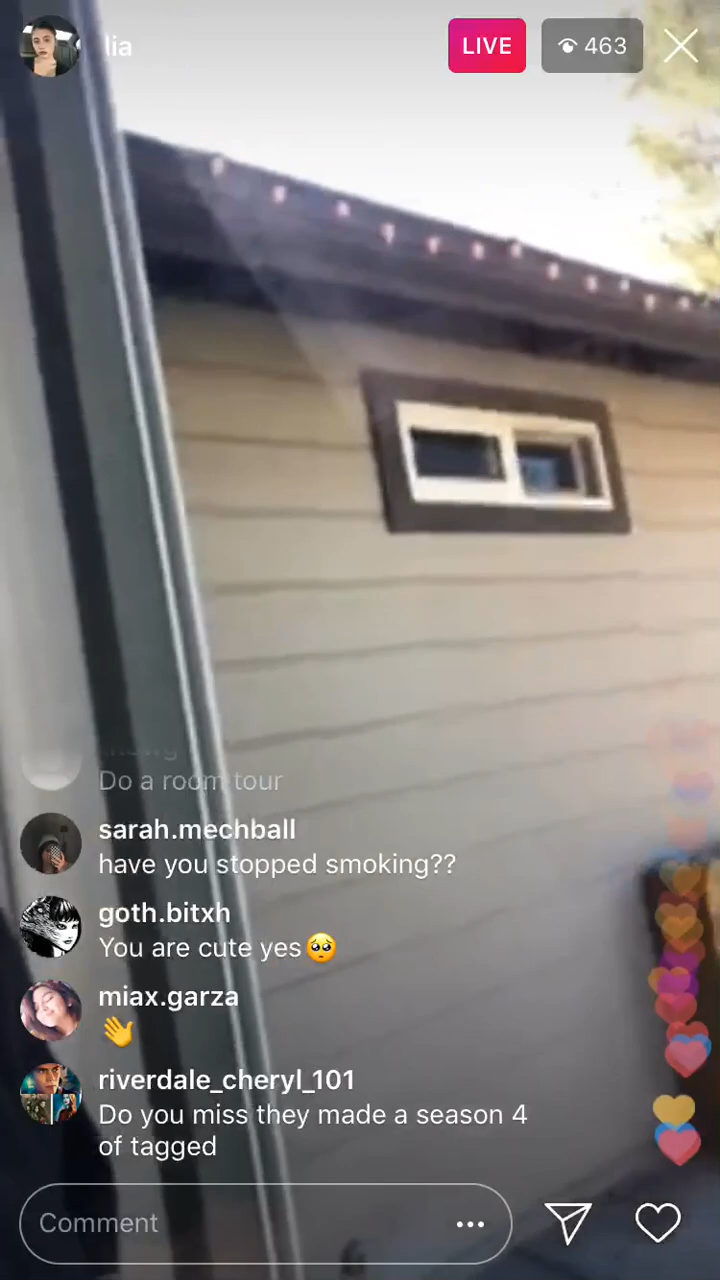 lia
LIVE
463
Do a room tour
sarah.mechball
have you stopped smoking??
goth.bitxh
You are cute yes🥺
miax.garza
👋
riverdale_cheryl_101
Do you miss they made a season 4
of tagged
Comment